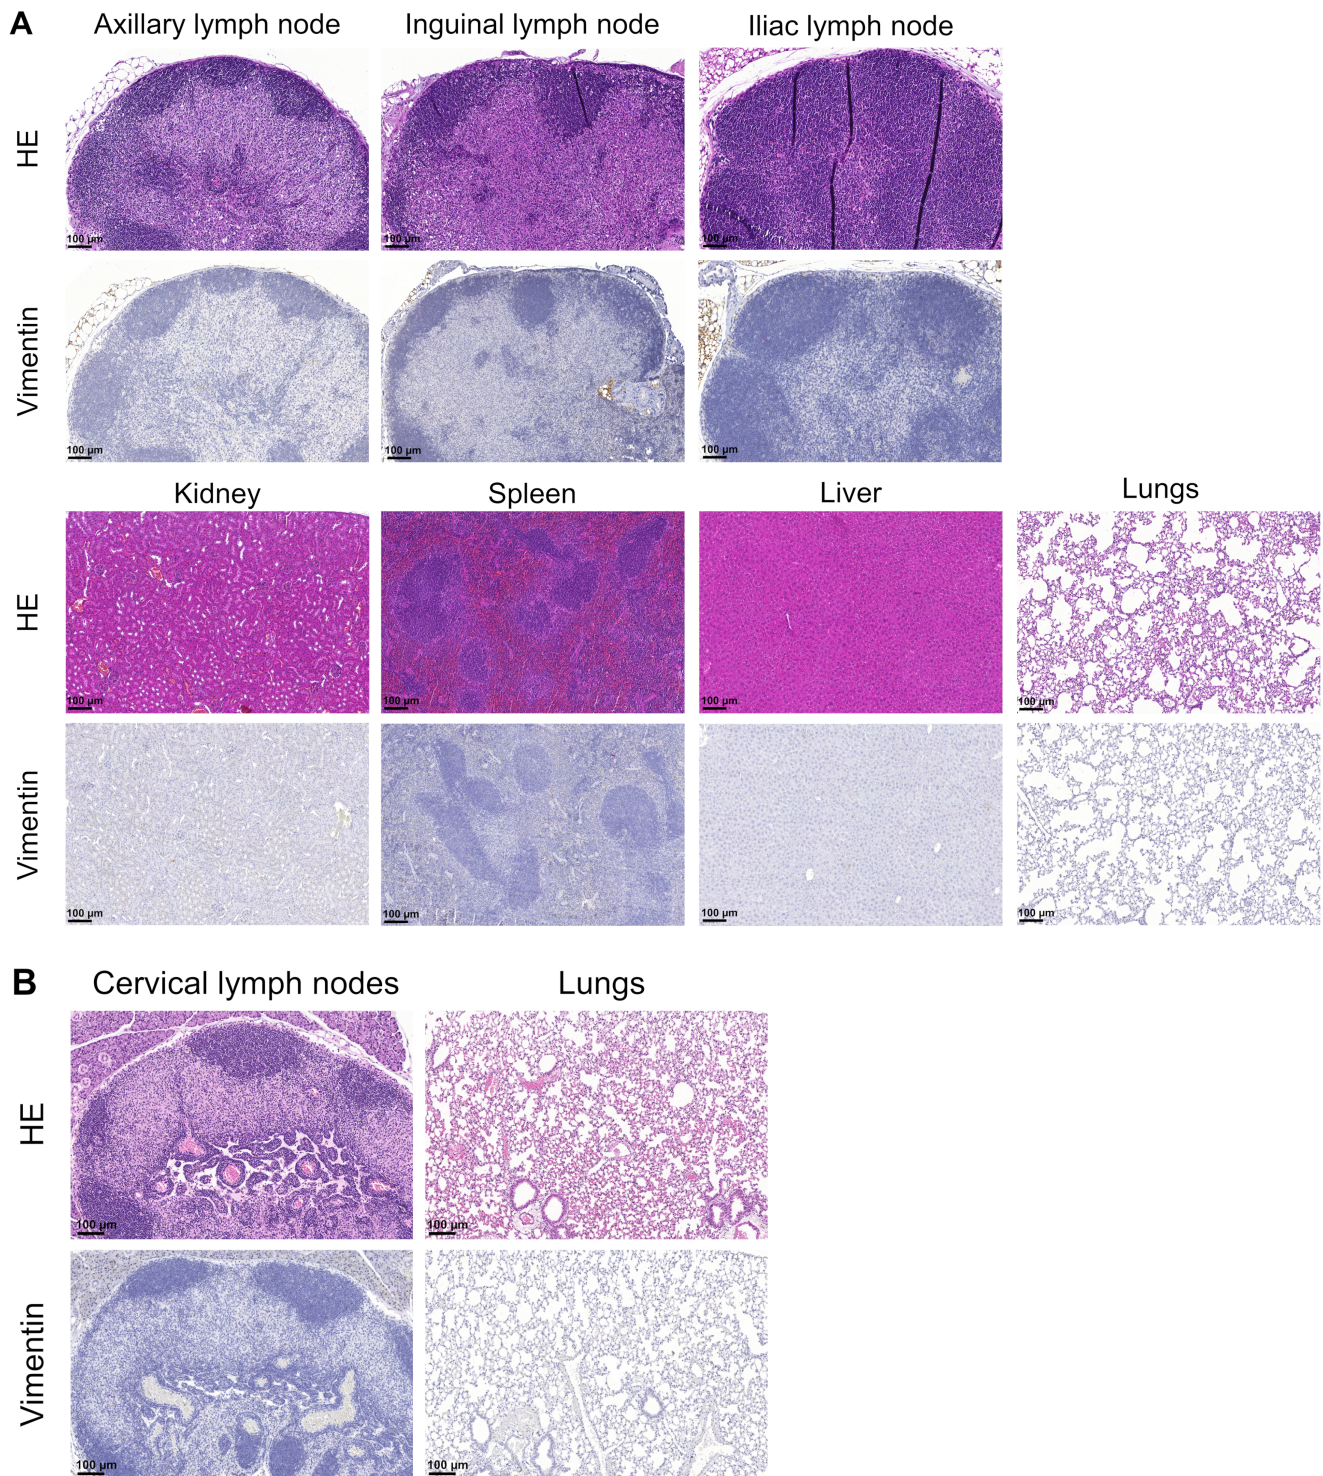 A
Axillary lymph node Inguinal lymph node Iliac lymph node
HE
100 µm 100 µm 100 µm
Vimentin
100 µm 100 µm 100 µm
Kidney Spleen Liver Lungs
HE
100 µm 100 µm 100 µm 100 µm
Vimentin
100 µm 100 µm 100 µm 100 µm
B
Cervical lymph nodes Lungs
HE
100 µm 100 µm
Vimentin
100 µm 100 µm